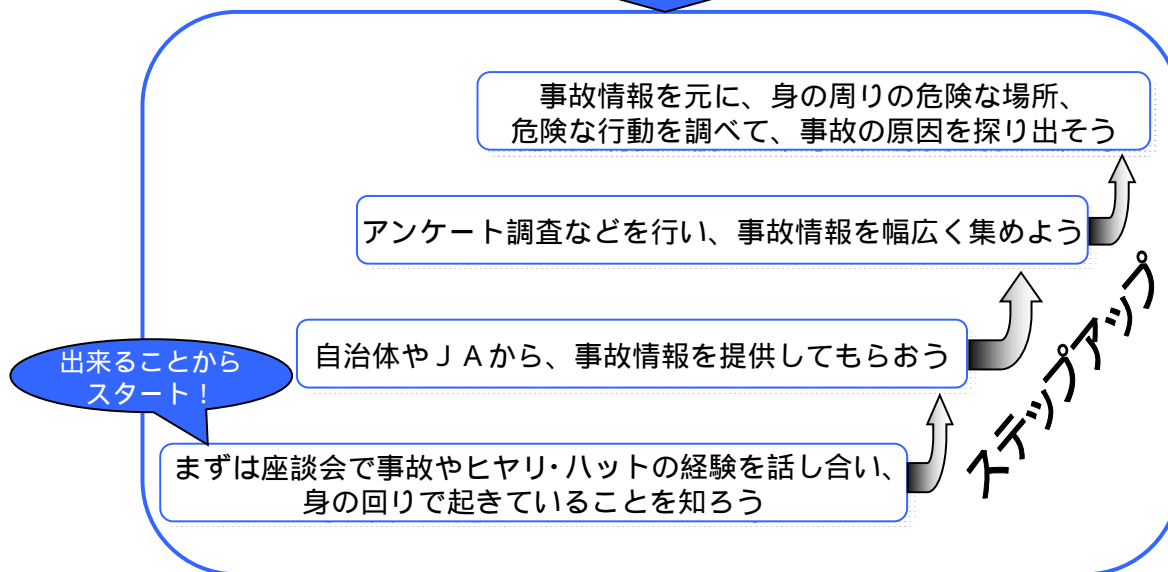 事故情報を元に、身の周りの危険な場所、
危険な行動を調べて、事故の原因を探り出そう
アンケート調査などを行い、事故情報を幅広く集めよう
自治体やＪＡから、事故情報を提供してもらおう
出来ることから
スタート！
まずは座談会で事故やヒヤリ･ハットの経験を話し合い、
身の回りで起きていることを知ろう
ステップアップ